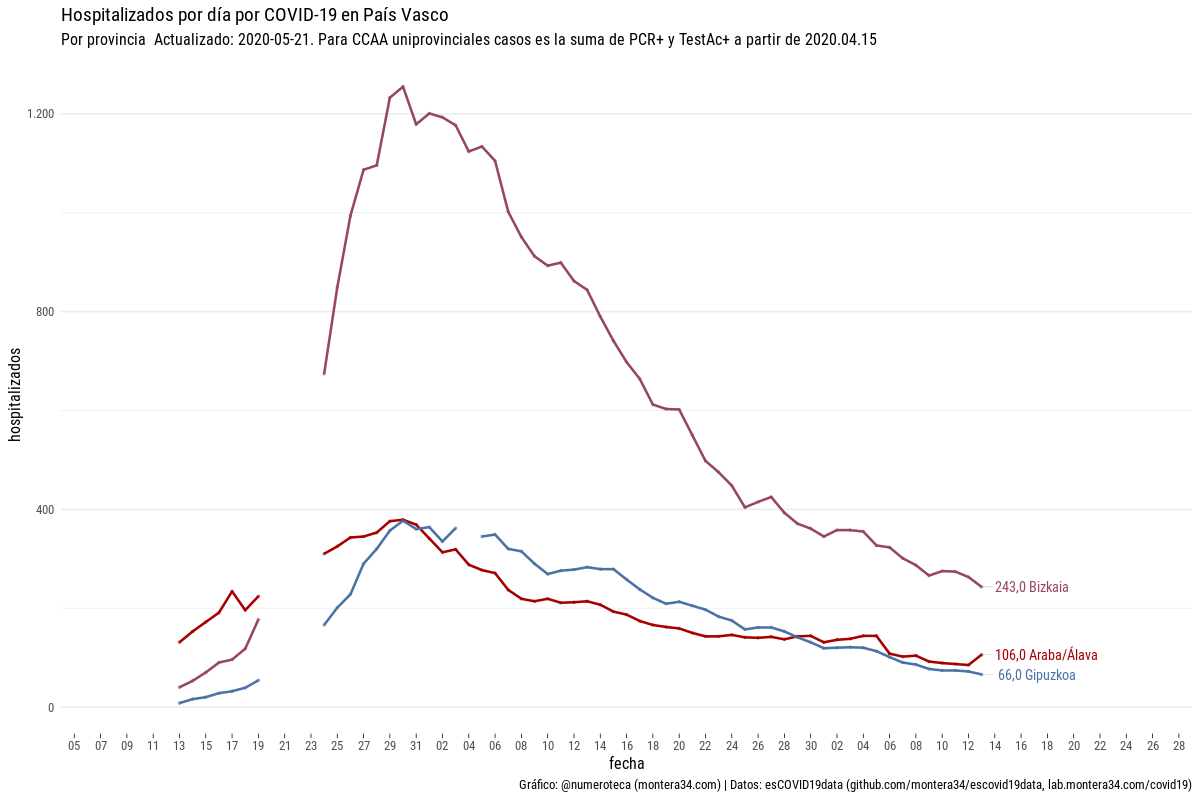 Hospitalizados por día por COVID-19 en País Vasco
Por provincia  Actualizado: 2020-05-21. Para CCAA uniprovinciales casos es la suma de PCR+ y TestAc+ a partir de 2020.04.15
hospitalizados
1.200
800
400
0
243,0 Bizkaia
106,0 Araba/Álava
66,0 Gipuzkoa
05 07 09 11 13 15 17 19 21 23 25 27 29 31 02 04 06 08 10 12 14 16 18 20 22 24 26 28 30 02 04 06 08 10 12 14 16 18 20 22 24 26 28
fecha
Gráfico: @numeroteca (montera34.com) | Datos: esCOVID19data (github.com/montera34/escovid19data, lab.montera34.com/covid19)